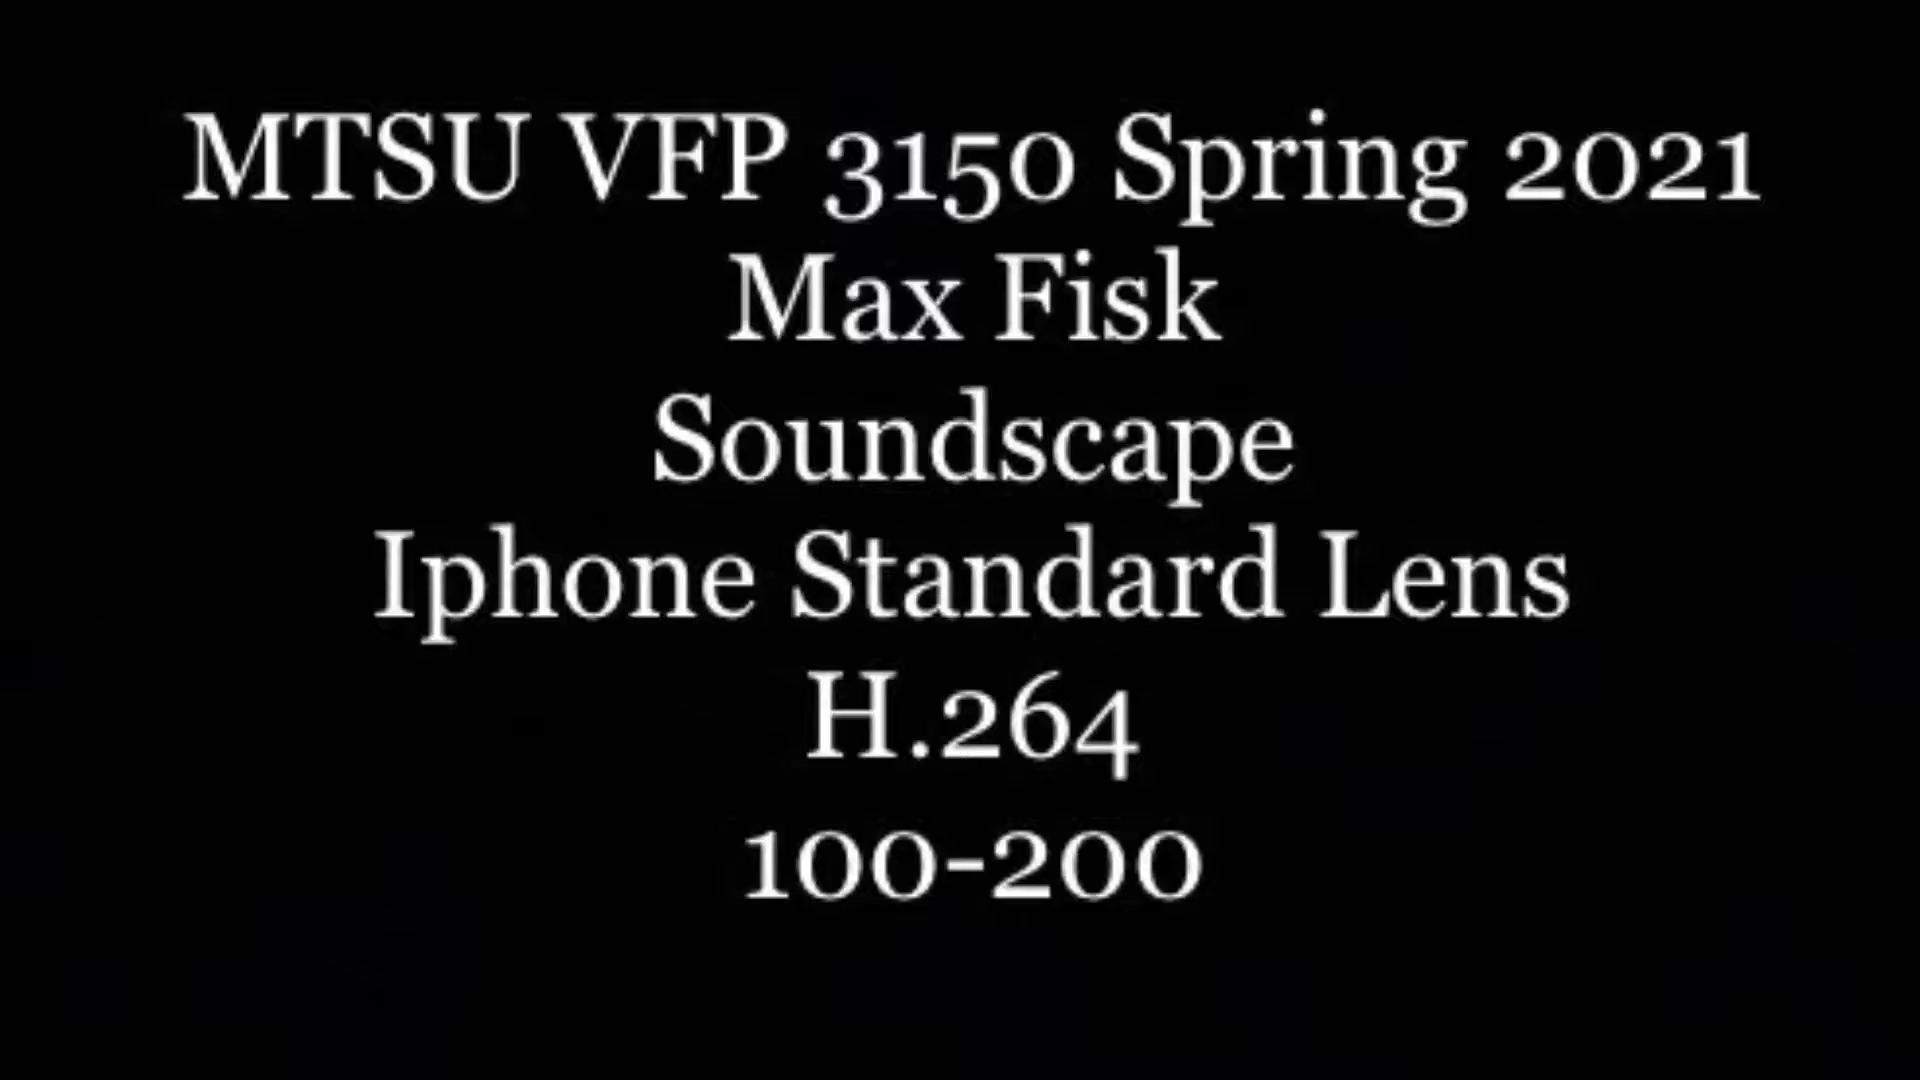 MTSU VFP 3150 Spring 2021
Max Fisk
Soundscape
Iphone Standard Lens
H.264
100-200